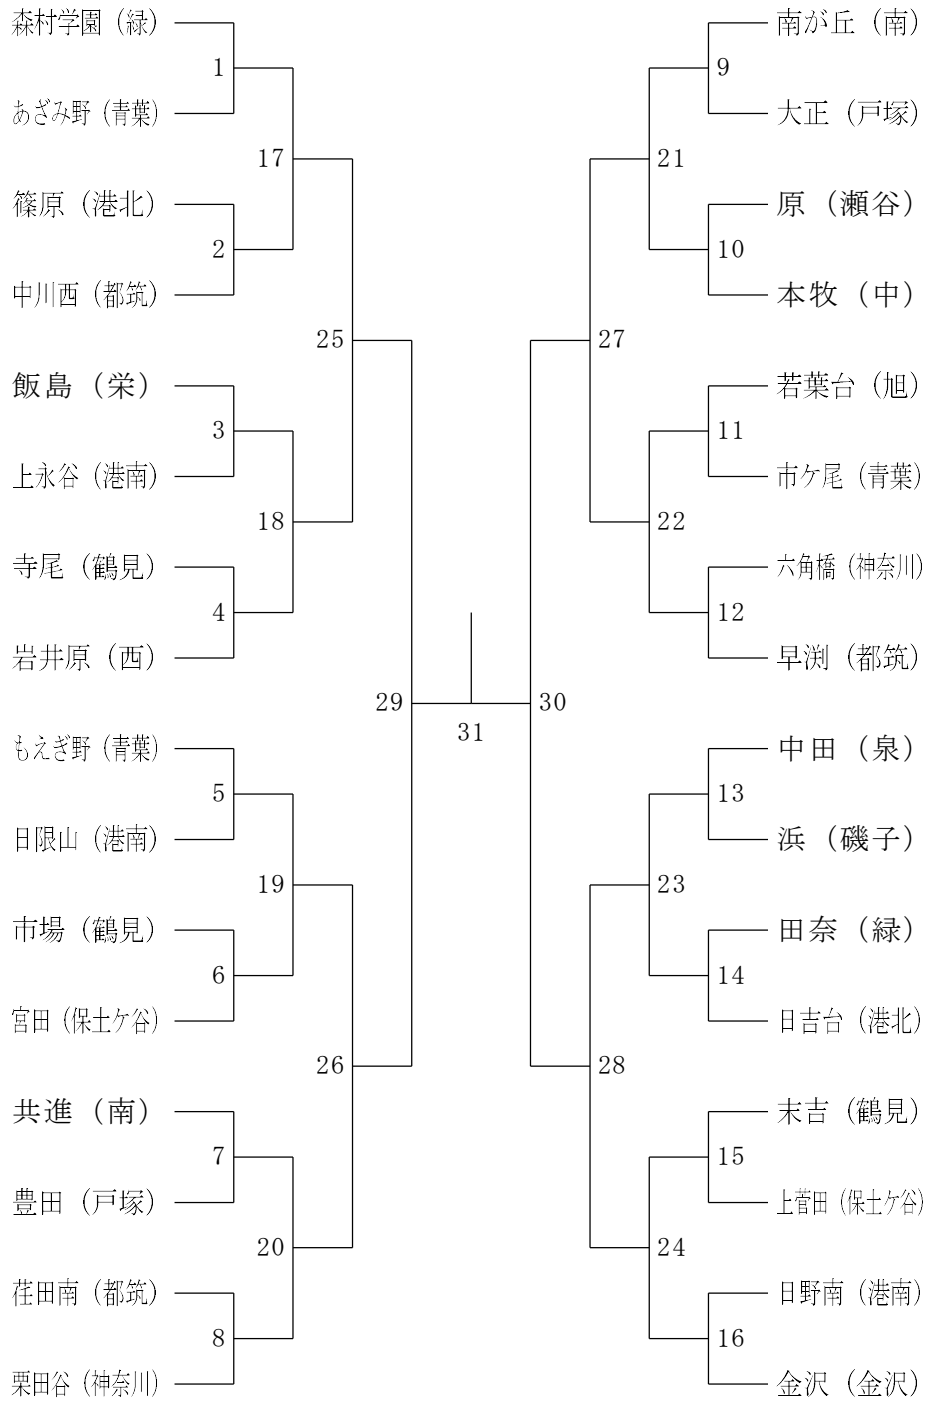 森村学園（緑）
1
あざみ野（青葉）
17
篠原（港北）
2
中川西（都筑）
25
飯島（栄）
3
上永谷（港南）
18
寺尾（鶴見）
4
岩井原（西）
29
もえぎ野（青葉）
5
日限山（港南）
19
市場（鶴見）
6
宮田（保土ケ谷）
26
共進（南）
7
豊田（戸塚）
20
荏田南（都筑）
8
栗田谷（神奈川）
31
南が丘（南）
9
大正（戸塚）
21
原（瀬谷）
10
本牧（中）
27
若葉台（旭）
11
市ケ尾（青葉）
22
六角橋（神奈川）
12
早渕（都筑）
30
中田（泉）
13
浜（磯子）
23
田奈（緑）
14
日吉台（港北）
28
末吉（鶴見）
15
上菅田（保土ケ谷）
24
日野南（港南）
16
金沢（金沢）